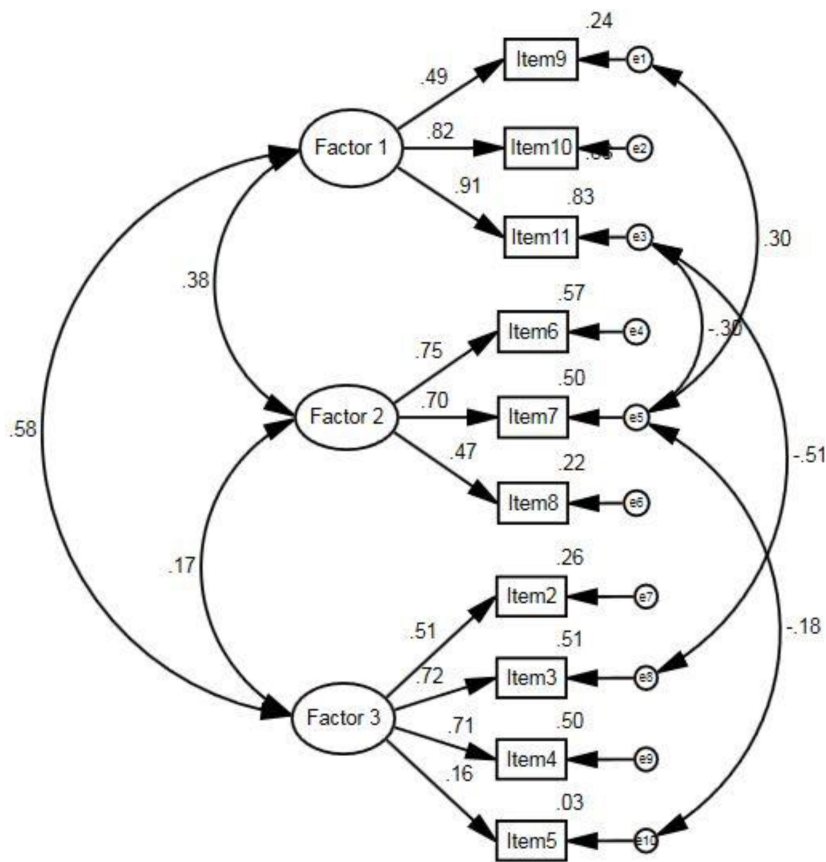 .24
Item9
e1
.49
Factor 1
.82
Item10
e2
.91
.83
Item11
e3
.30
.38
.57
Item6
e4
-.30
.75
.50
Factor 2
.70
Item7
e5
.58
.47
.22
-.51
Item8
e6
.17
.26
Item2
e7
.51
.51
-.18
.72
Item3
e8
Factor 3
.71
.50
Item4
e9
.16
.03
Item5
e10